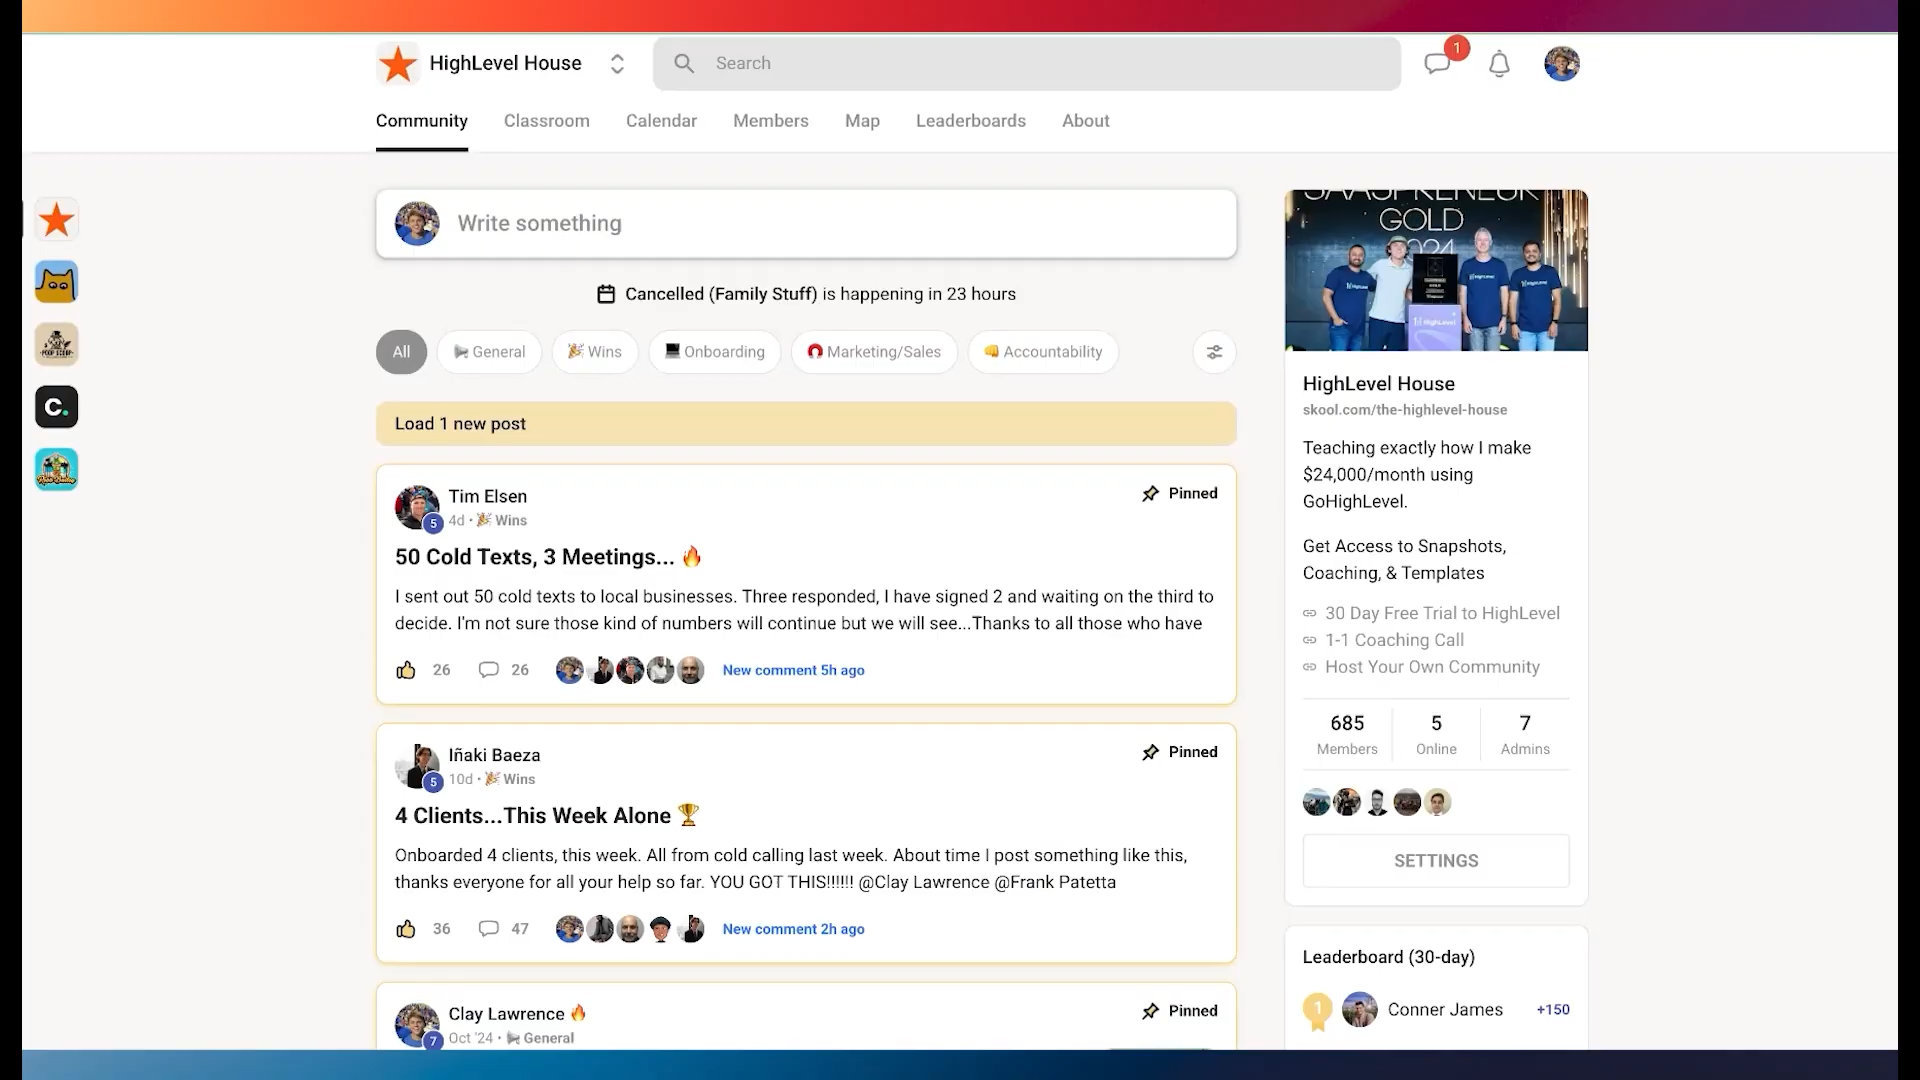 HighLevel House
Search
1
Community
Classroom
Calendar
Members
Map
Leaderboards
About
Write something
Cancelled (Family Stuff) is happening in 23 hours
All
General
Wins
Onboarding
Marketing/Sales
Accountability
Load 1 new post
Tim Elsen
Pinned
5
4d • Wins
50 Cold Texts, 3 Meetings...
I sent out 50 cold texts to local businesses. Three responded, I have signed 2 and waiting on the third to
decide. I'm not sure those kind of numbers will continue but we will see...Thanks to all those who have
26
26
New comment 5h ago
Iñaki Baeza
Pinned
5
10d • Wins
4 Clients...This Week Alone
Onboarded 4 clients, this week. All from cold calling last week. About time I post something like this,
thanks everyone for all your help so far. YOU GOT THIS!!!!!! @Clay Lawrence @Frank Patetta
36
47
New comment 2h ago
Clay Lawrence
Pinned
7
Oct '24 • General
SAASPRENEUR
GOLD
2024
HighLevel
HighLevel House
skool.com/the-highlevel-house
Teaching exactly how I make
$24,000/month using
GoHighLevel.
Get Access to Snapshots,
Coaching, & Templates
30 Day Free Trial to HighLevel
1-1 Coaching Call
Host Your Own Community
685
Members
5
Online
7
Admins
SETTINGS
Leaderboard (30-day)
1
Conner James
+150
C.
POOP SCOOP